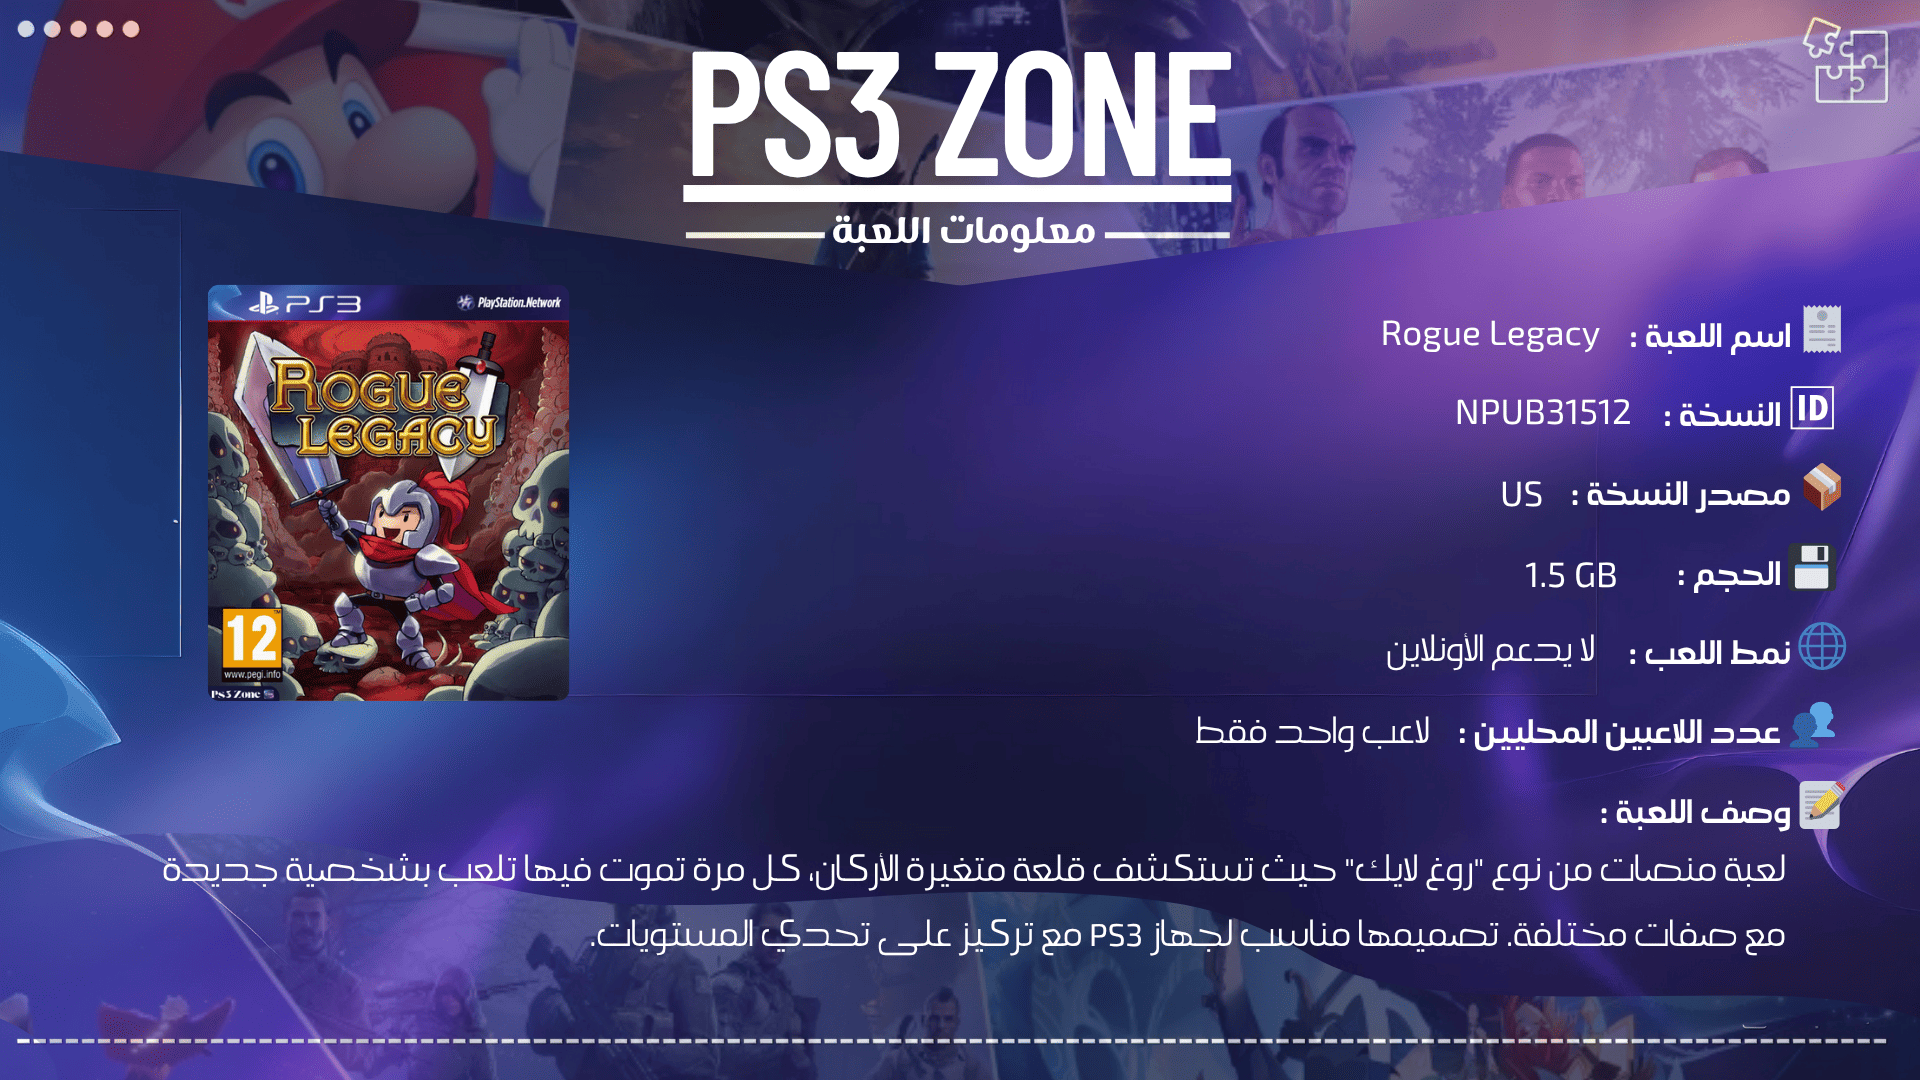 PS3 ZONE
معلومات اللعبة
PS3 PlayStation.Network
ROGUE
LEGACY
12
www.pegi.info
Ps3 Zone
اسم اللعبة : Rogue Legacy
ID النسخة : NPUB31512
مصدر النسخة : US
الحجم : 1.5 GB
نمط اللعب : لا يدعم الأونلاين
عدد اللاعبين المحليين : لاعب واحد فقط
وصف اللعبة :
لعبة منصات من نوع "روغ لايك" حيث تستكشف قلعة متغيرة الأركان، كل مرة تموت فيها تلعب بشخصية جديدة
مع صفات مختلفة. تصميمها مناسب لجهاز PS3 مع تركيز على تحدي المستويات.